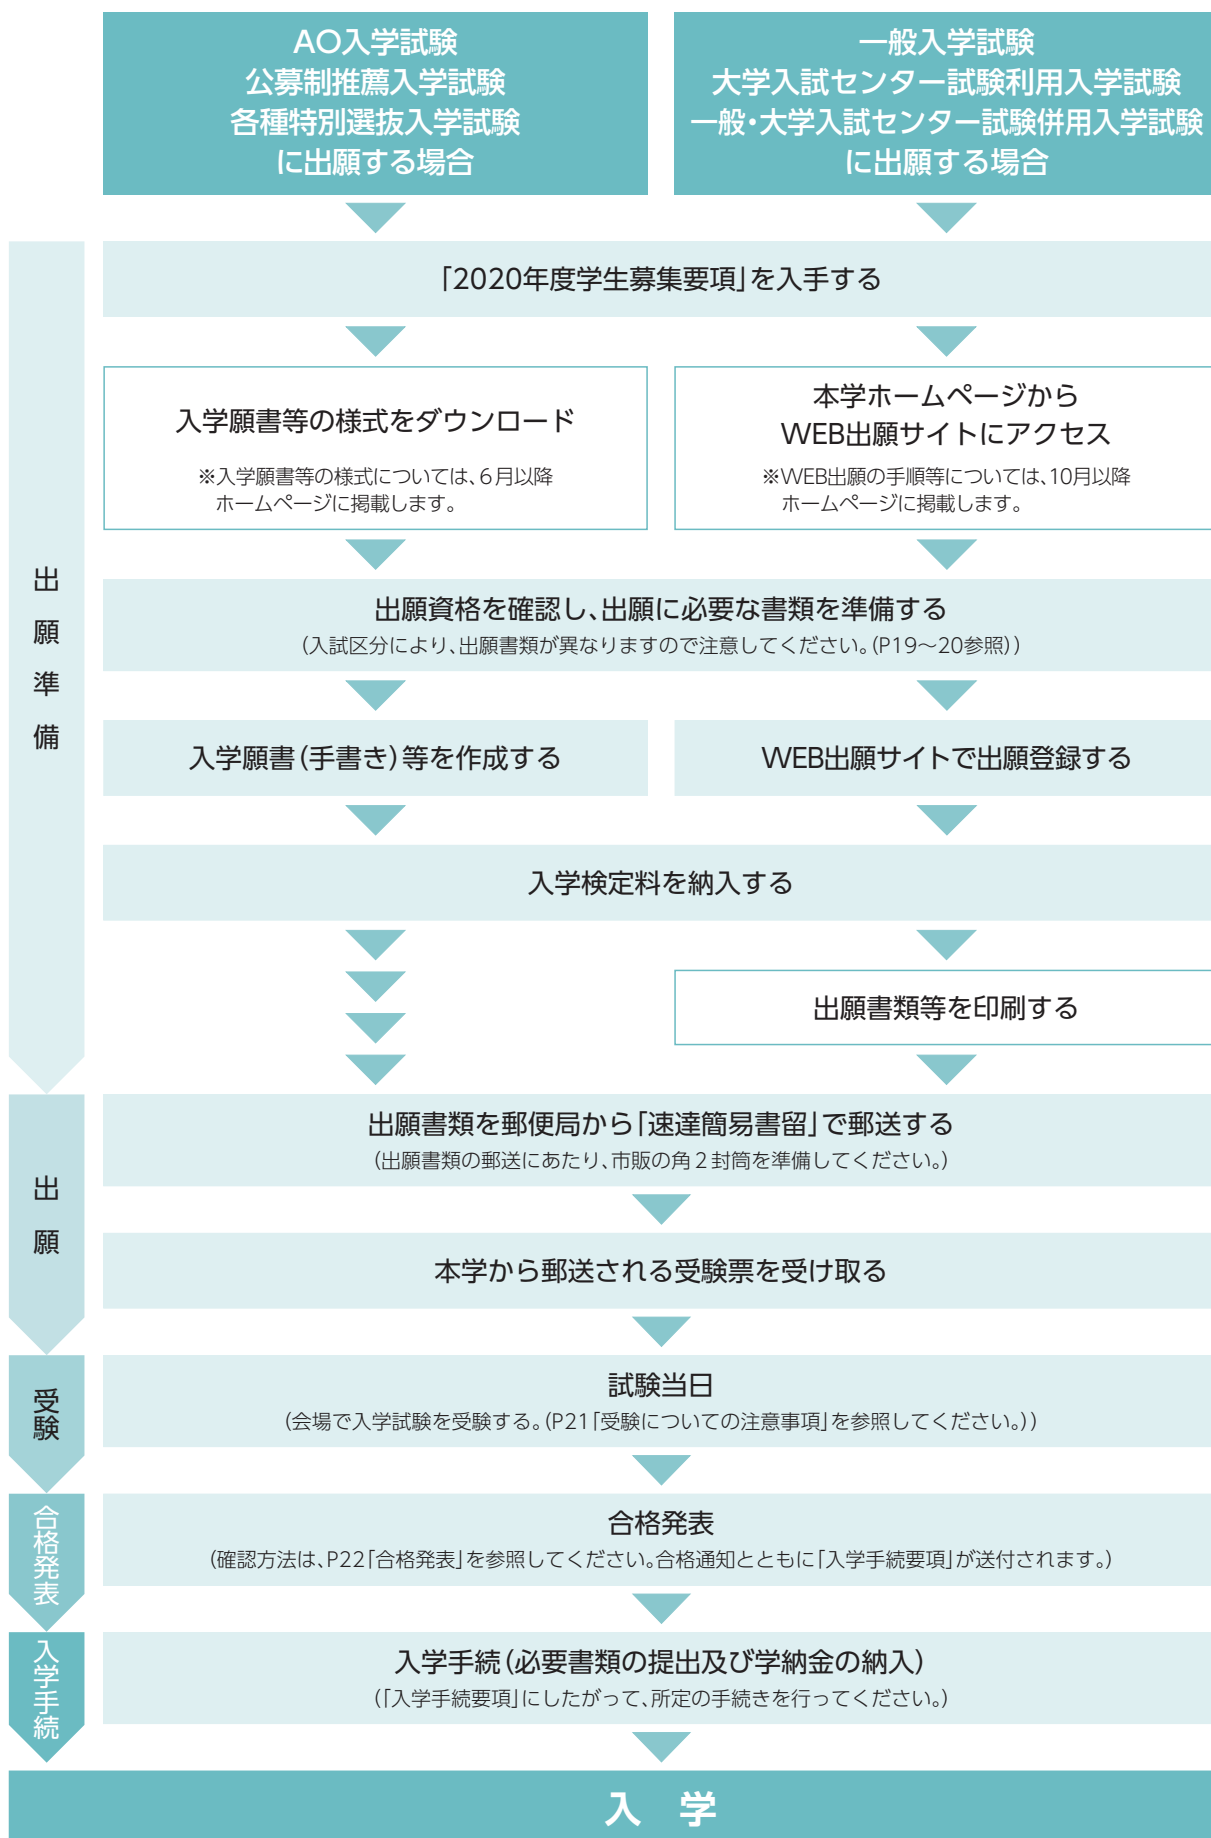 AO入学試験
公募制推薦入学試験
各種特別選抜入学試験
に出願する場合
一般入学試験
大学入試センター試験利用入学試験
一般・大学入試センター試験併用入学試験
に出願する場合
出願準備
「2020年度学生募集要項」を入手する
入学願書等の様式をダウンロード
※入学願書等の様式については、6月以降
ホームページに掲載します。
本学ホームページから
WEB出願サイトにアクセス
※WEB出願の手順等については、10月以降
ホームページに掲載します。
出願資格を確認し、出願に必要な書類を準備する
（入試区分により、出願書類が異なりますので注意してください。（P19～20参照））
入学願書（手書き）等を作成する
WEB出願サイトで出願登録する
入学検定料を納入する
出願書類等を印刷する
出願
出願書類を郵便局から「速達簡易書留」で郵送する
（出願書類の郵送にあたり、市販の角2封筒を準備してください。）
本学から郵送される受験票を受け取る
受験
試験当日
（会場で入学試験を受験する。（P21「受験についての注意事項」を参照してください。））
合格発表
合格発表
（確認方法は、P22「合格発表」を参照してください。合格通知とともに「入学手続要項」が送付されます。）
入学手続
入学手続（必要書類の提出及び学納金の納入）
（「入学手続要項」にしたがって、所定の手続きを行ってください。）
入　学